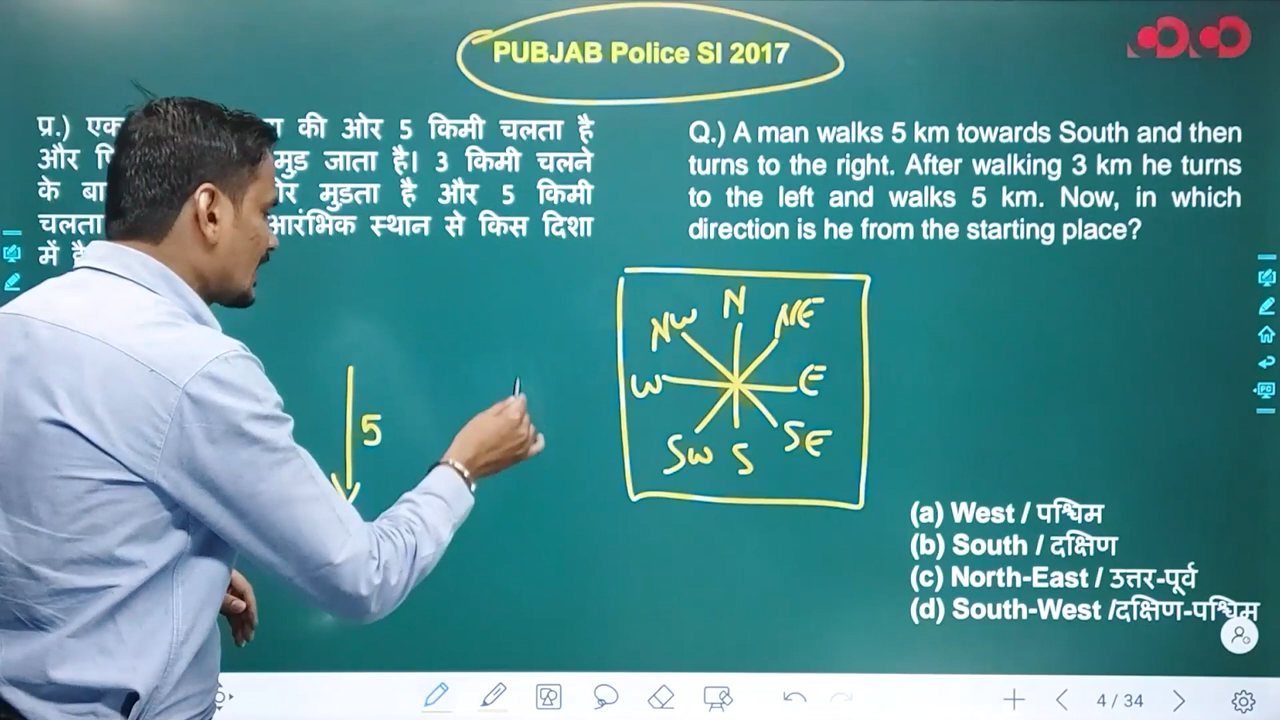 PUBJAB Police SI 2017
प्र.) एक की ओर 5 किमी चलता है
और मुड़ जाता है। 3 किमी चलने
के मुड़ता है और 5 किमी
चलता आरंभिक स्थान से किस दिशा
में
Q.) A man walks 5 km towards South and then
turns to the right. After walking 3 km he turns
to the left and walks 5 km. Now, in which
direction is he from the starting place?
N
NW
NE
W
E
SW
S
SE
5
(a) West / पश्चिम
(b) South / दक्षिण
(c) North-East / उत्तर-पूर्व
(d) South-West /दक्षिण-पश्चिम
PC
4 / 34